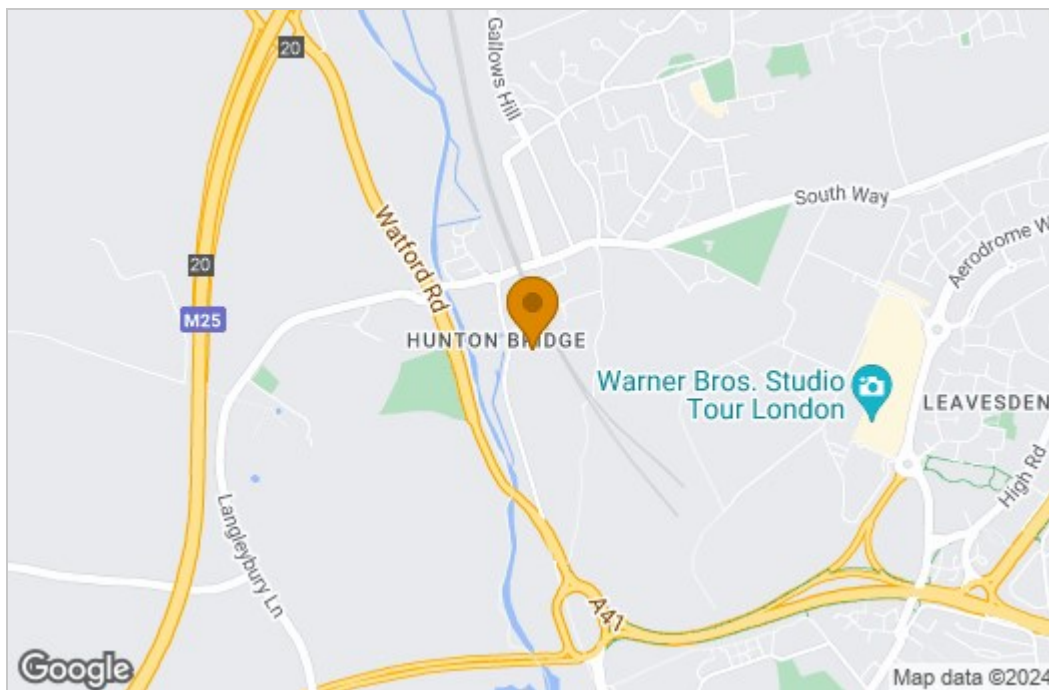 20
Gallows Hill
South Way
Aerodrome W
Watford Rd
20
M25
HUNTON BRIDGE
Warner Bros. Studio
Tour London
LEAVESDEN
High Rd
Langleybury Ln
A41
Google
Map data ©2024